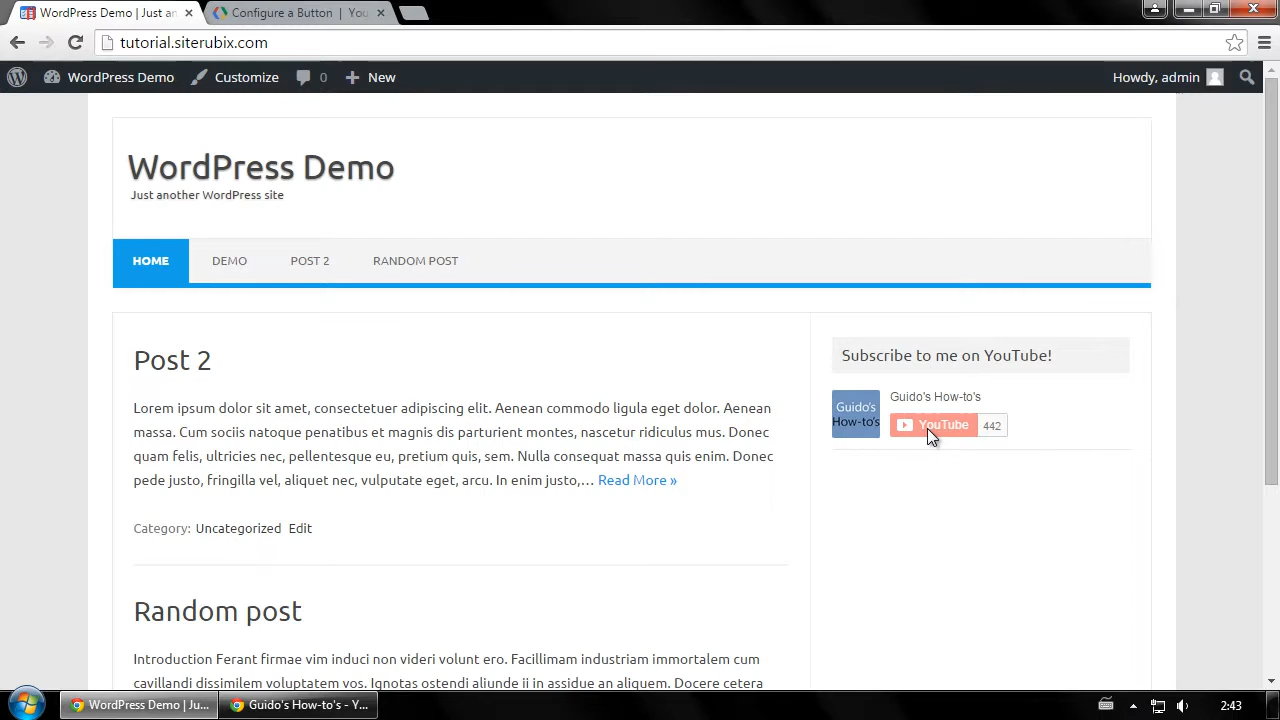 WordPress Demo | Just an
Configure a Button | You
tutorial.siterubix.com
WordPress Demo
Customize
0
New
Howdy, admin
WordPress Demo
Just another WordPress site
HOME
DEMO
POST 2
RANDOM POST
Post 2
Lorem ipsum dolor sit amet, consectetuer adipiscing elit. Aenean commodo ligula eget dolor. Aenean
massa. Cum sociis natoque penatibus et magnis dis parturient montes, nascetur ridiculus mus. Donec
quam felis, ultricies nec, pellentesque eu, pretium quis, sem. Nulla consequat massa quis enim. Donec
pede justo, fringilla vel, aliquet nec, vulputate eget, arcu. In enim justo,… Read More »
Category: Uncategorized Edit
Random post
Introduction Ferant firmae vim induci non videri volunt ero. Facillimam industriam immortalem cum
cavallandi dissimilem voluptatem vos. Ignotas ostendi aliunde ii in assidue an aliquem. Docere cetera
Subscribe to me on YouTube!
Guido's
How-to's
Guido's How-to's
YouTube
442
WordPress Demo | Ju...
Guido's How-to's - Y...
2:43